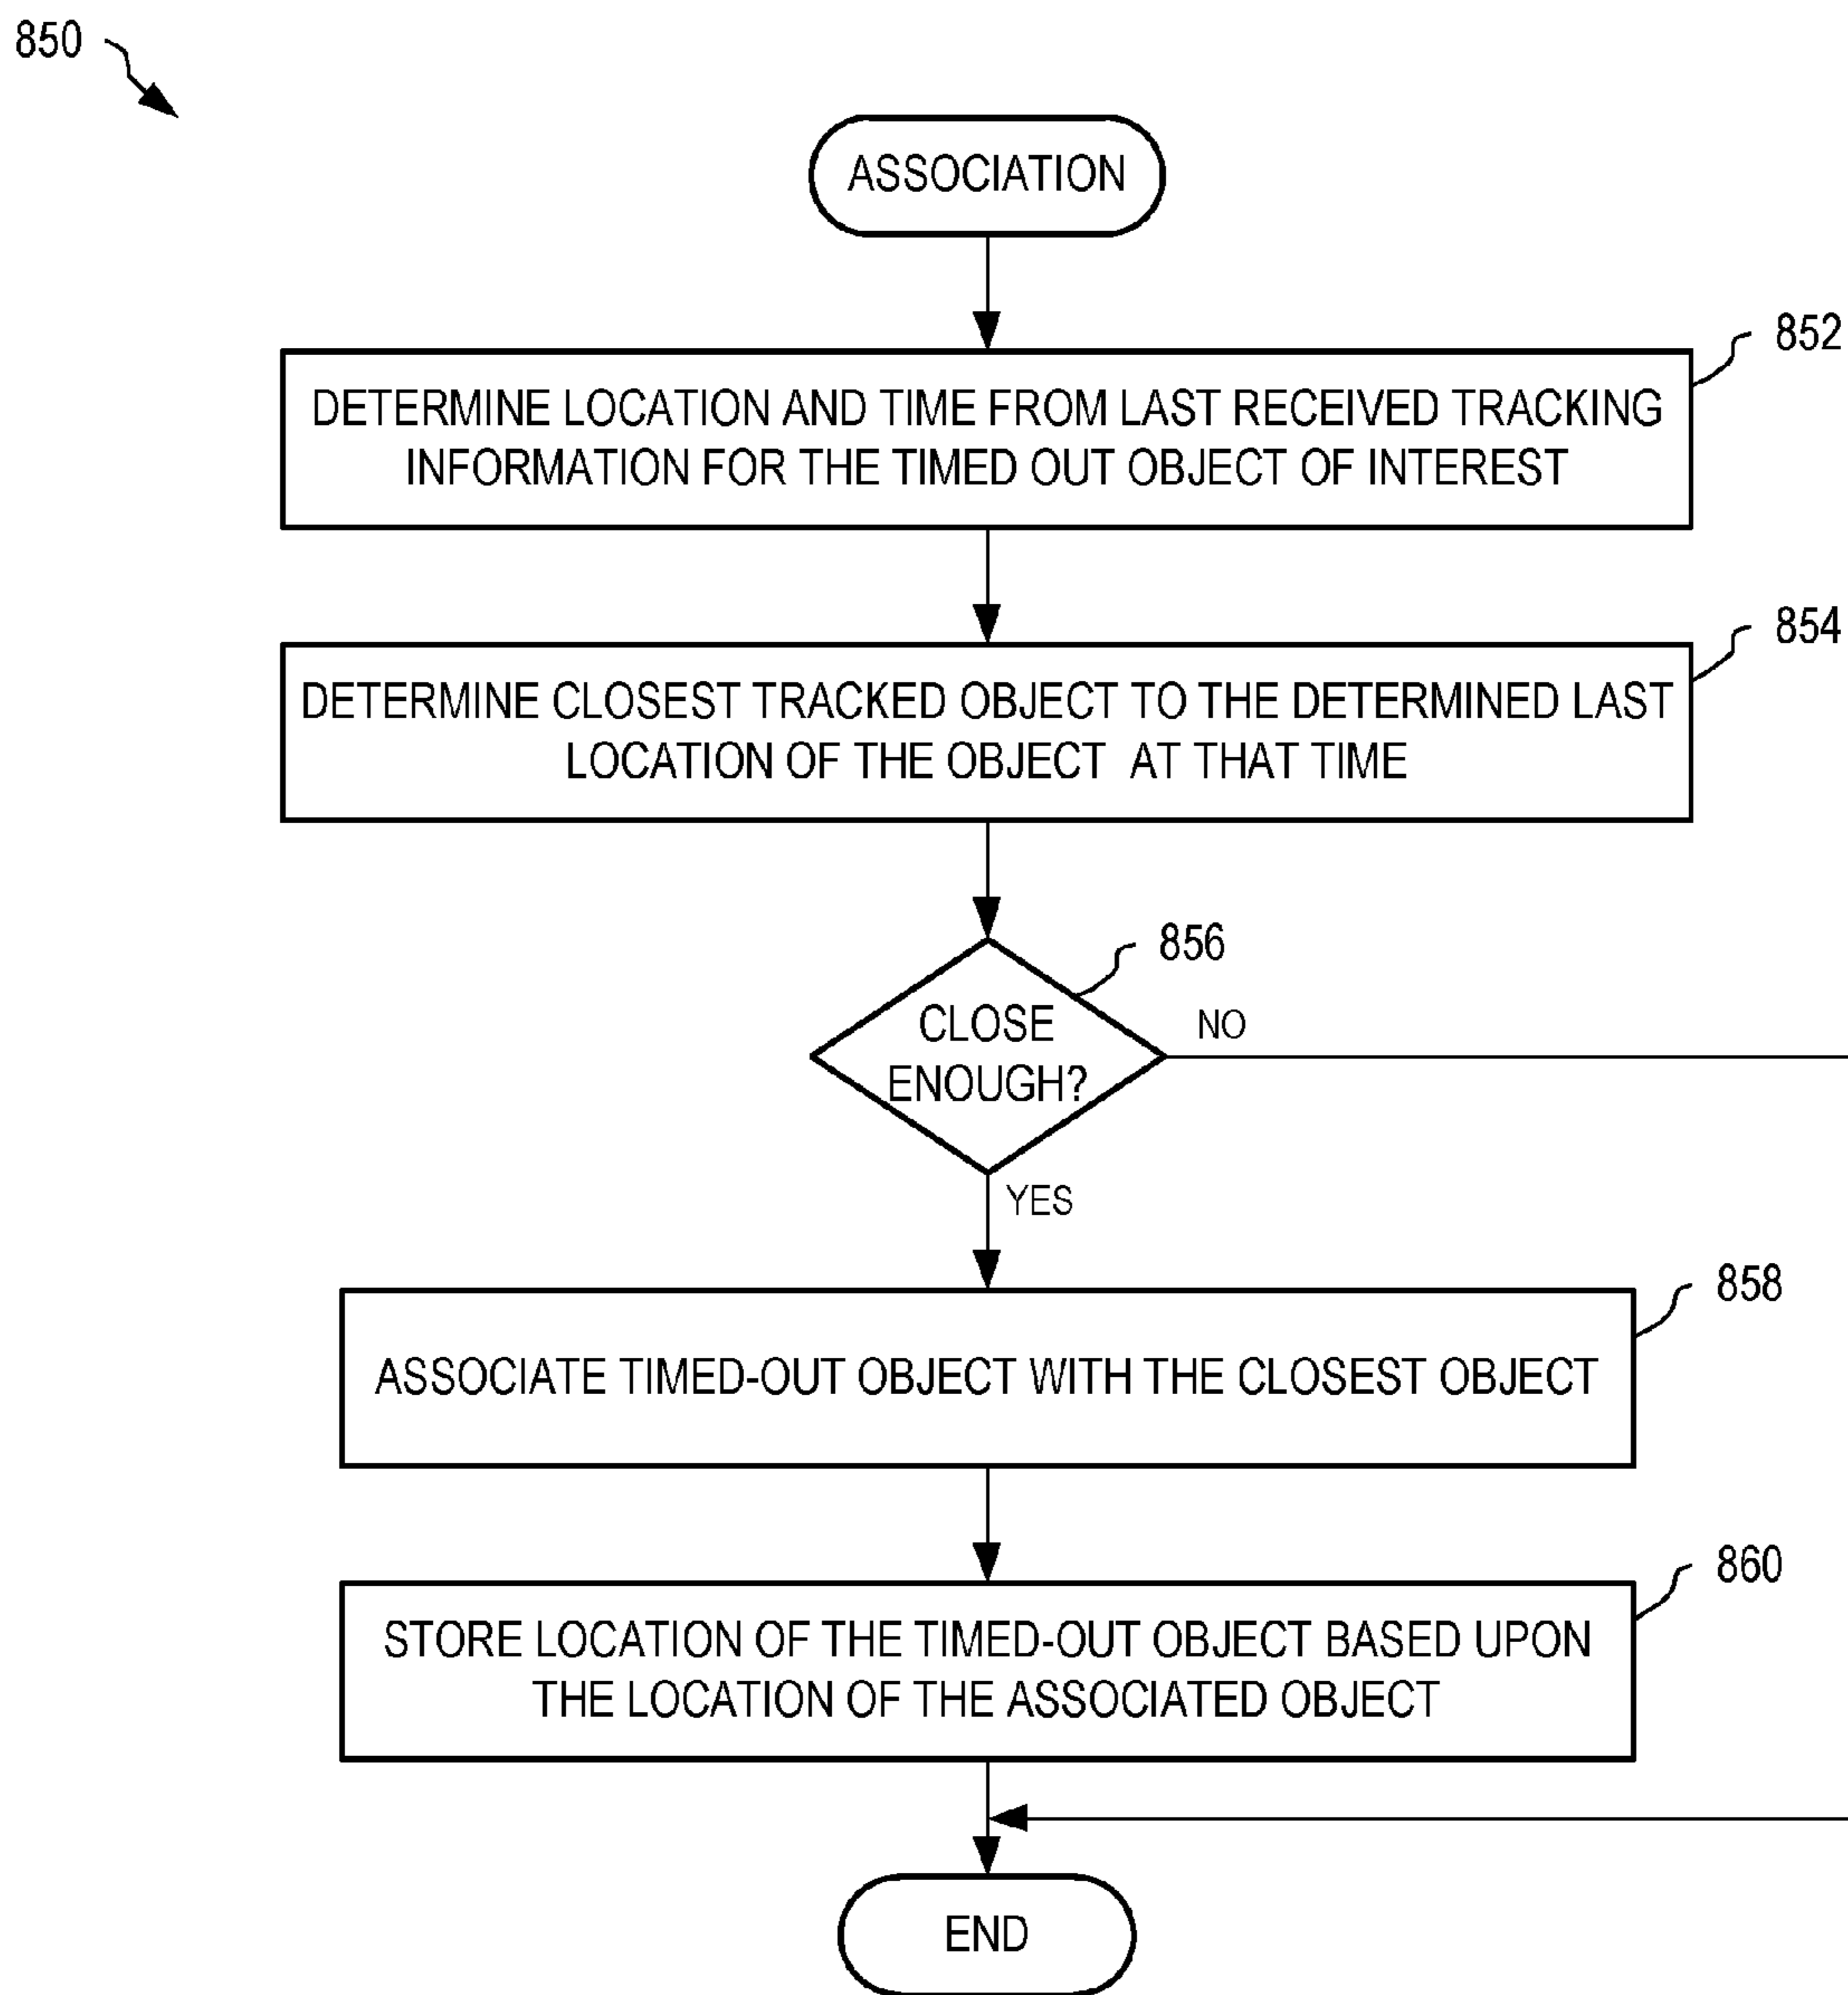 850
ASSOCIATION
852
DETERMINE LOCATION AND TIME FROM LAST RECEIVED TRACKING
INFORMATION FOR THE TIMED OUT OBJECT OF INTEREST
854
DETERMINE CLOSEST TRACKED OBJECT TO THE DETERMINED LAST
LOCATION OF THE OBJECT AT THAT TIME
856
CLOSE
ENOUGH?
NO
YES
858
ASSOCIATE TIMED-OUT OBJECT WITH THE CLOSEST OBJECT
860
STORE LOCATION OF THE TIMED-OUT OBJECT BASED UPON
THE LOCATION OF THE ASSOCIATED OBJECT
END